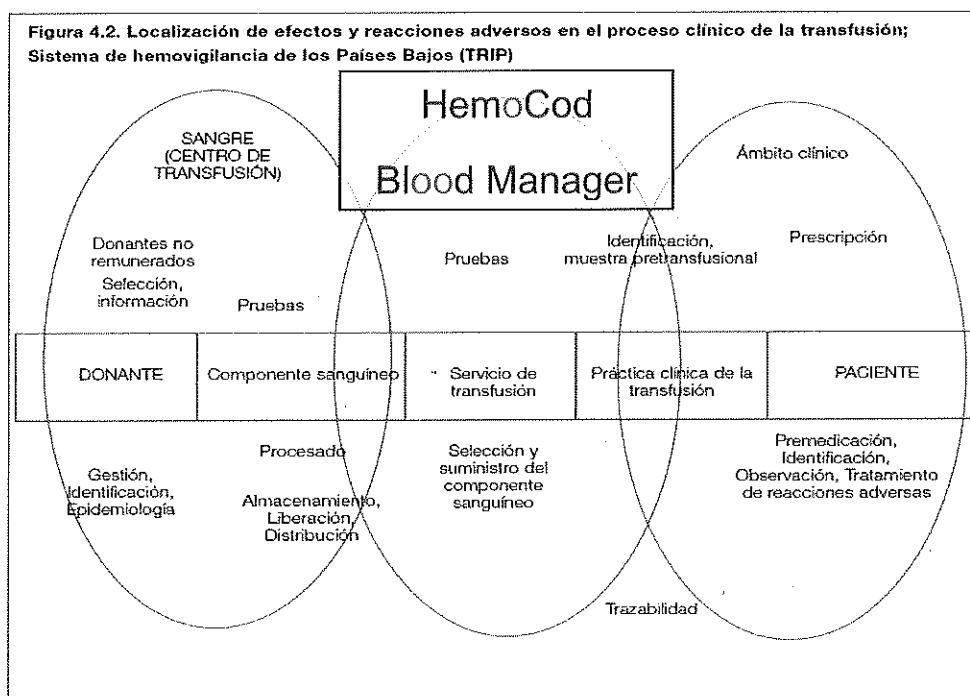 Figura 4.2. Localización de efectos y reacciones adversos en el proceso clínico de la transfusión;
Sistema de hemovigilancia de los Países Bajos (TRIP)
HemoCod
Blood Manager
SANGRE
(CENTRO DE
TRANSFUSIÓN)
Ámbito clínico
Donantes no
remunerados
Selección,
información
Pruebas
Pruebas
Identificación,
muestra pretransfusional
Prescripción
DONANTE
Componente sanguíneo
Servicio de
transfusión
Práctica clínica de la
transfusión
PACIENTE
Gestión,
Identificación,
Epidemiología
Procesado
Almacenamiento,
Liberación,
Distribución
Selección y
suministro del
componente
sanguíneo
Premedicación,
Identificación,
Observación, Tratamiento
de reacciones adversas
Trazabilidad